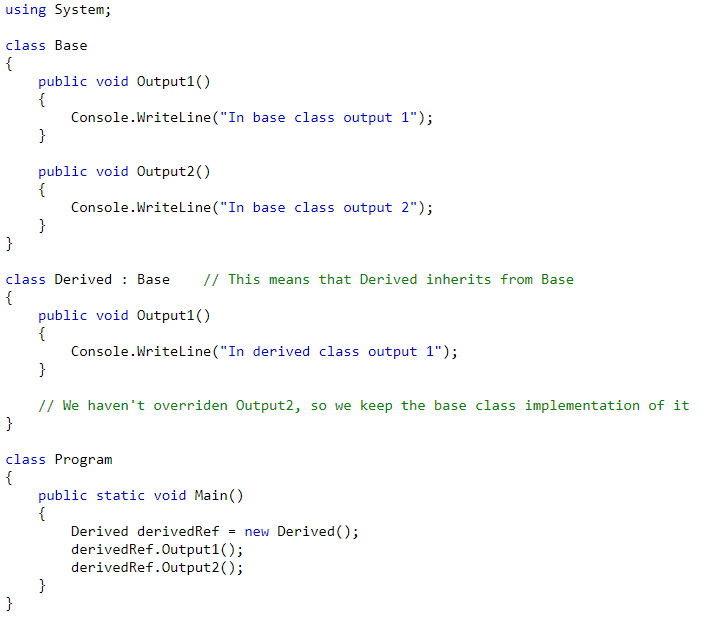 using System;

class Base
{
    public void Output1()
    {
        Console.WriteLine("In base class output 1");
    }

    public void Output2()
    {
        Console.WriteLine("In base class output 2");
    }
}

class Derived : Base    // This means that Derived inherits from Base
{
    public void Output1()
    {
        Console.WriteLine("In derived class output 1");
    }

    // We haven't overriden Output2, so we keep the base class implementation of it
}

class Program
{
    public static void Main()
    {
        Derived derivedRef = new Derived();
        derivedRef.Output1();
        derivedRef.Output2();
    }
}